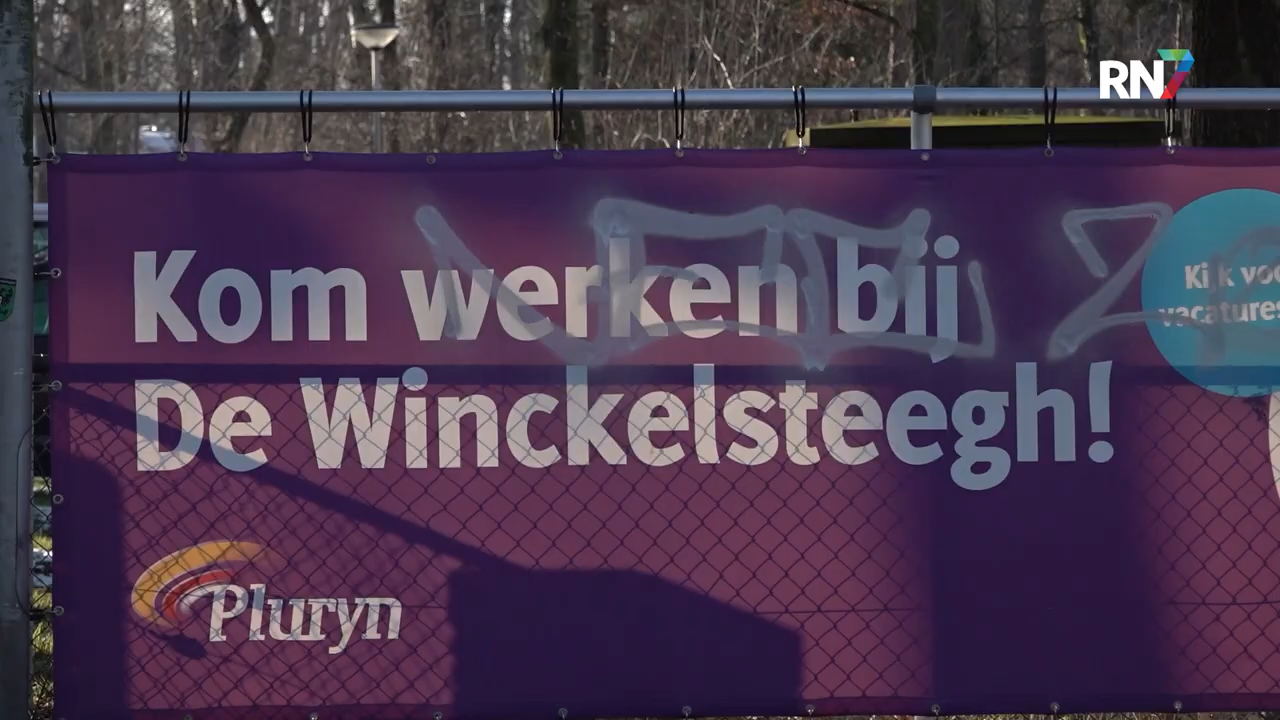 RN7
Kom werken bij
De Winckelsteegh!
Kijk voo
vacatures
Pluryn